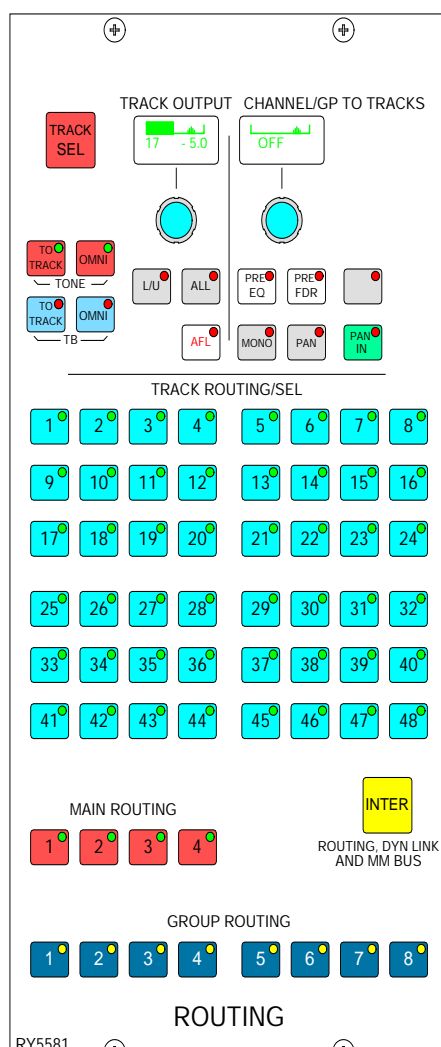 TRACK OUTPUT CHANNEL/GP TO TRACKS
TRACK
SEL
17 - 5.0
OFF
TO
TRACK
OMNI
TONE
TO
TRACK
OMNI
TB
L/U ALL
PRE
EQ
PRE
FDR
AFL MONO PAN
PAN
IN
TRACK ROUTING/SEL
1 2 3 4 5 6 7 8
9 10 11 12 13 14 15 16
17 18 19 20 21 22 23 24
25 26 27 28 29 30 31 32
33 34 35 36 37 38 39 40
41 42 43 44 45 46 47 48
INTER
MAIN ROUTING
1 2 3 4
ROUTING, DYN LINK
AND MM BUS
GROUP ROUTING
1 2 3 4 5 6 7 8
ROUTING
RY5581